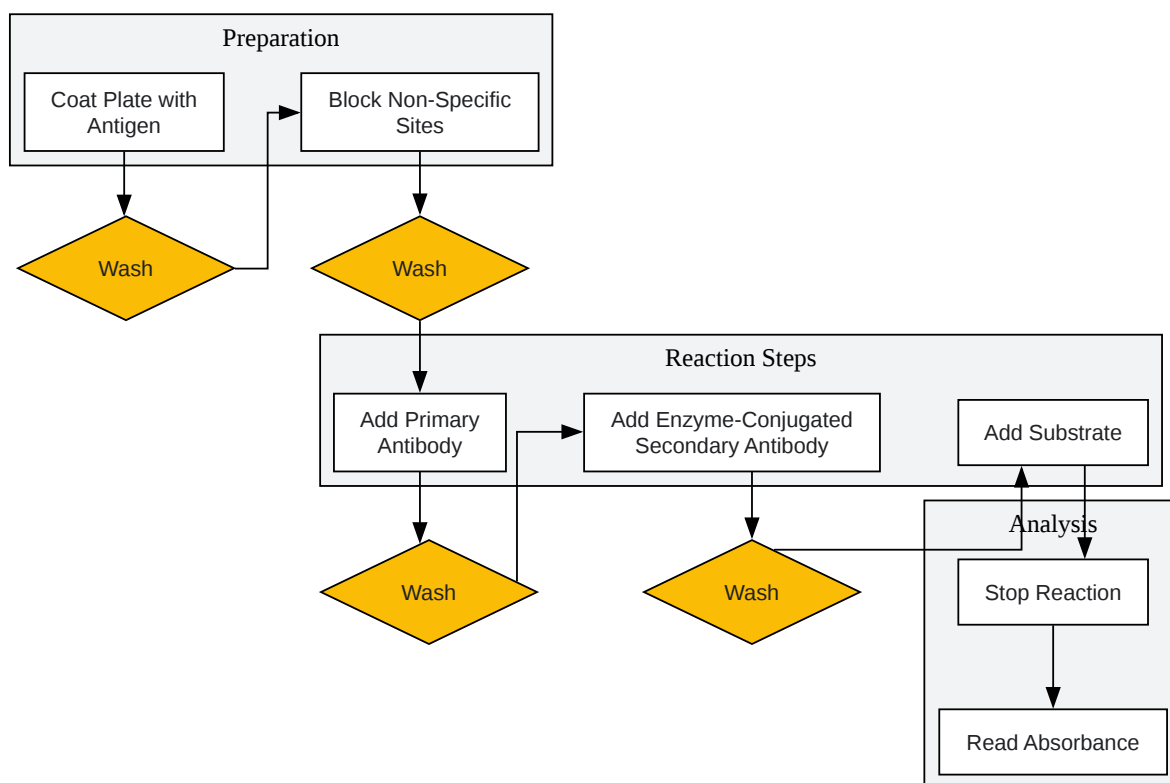 Preparation
Coat Plate with
Antigen
Block Non-Specific
Sites
Wash
Wash
Reaction Steps
Add Primary
Antibody
Add Enzyme-Conjugated
Secondary Antibody
Add Substrate
Analysis
Wash
Wash
Stop Reaction
Read Absorbance